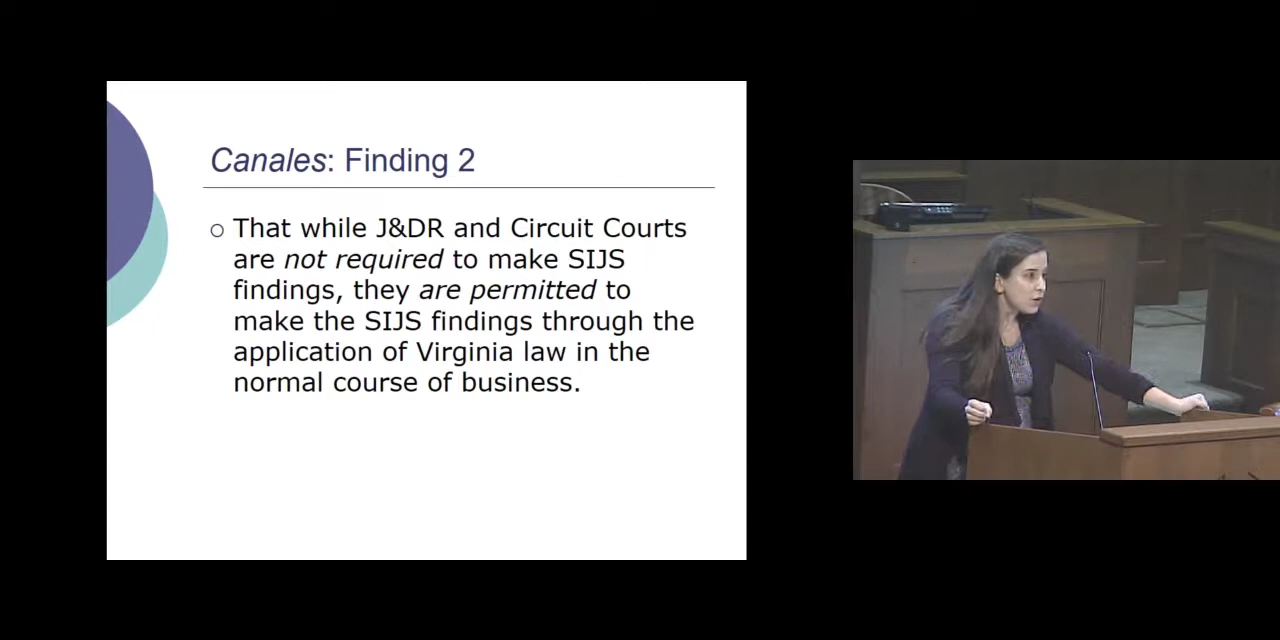 Canales: Finding 2
That while J&DR and Circuit Courts
are not required to make SIJS
findings, they are permitted to
make the SIJS findings through the
application of Virginia law in the
normal course of business.